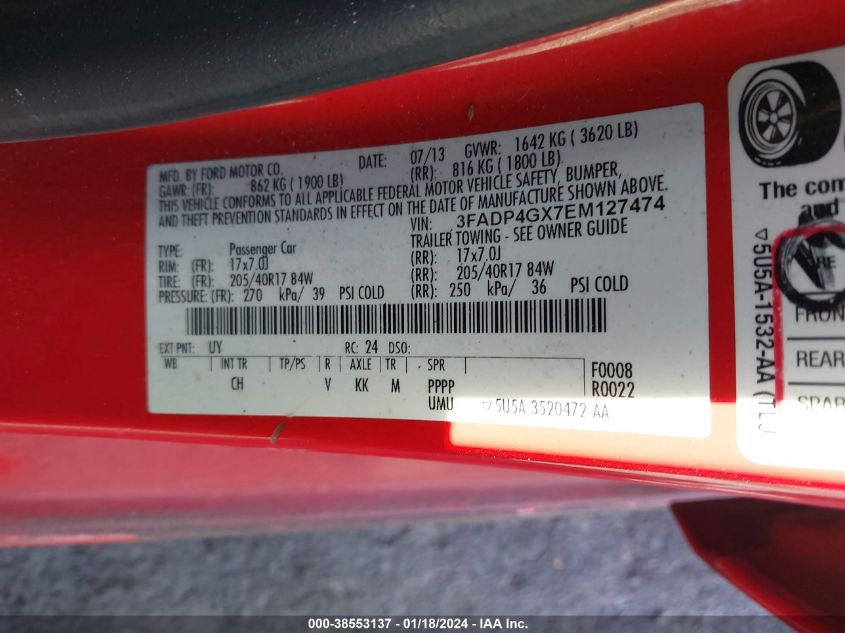 MFD. BY FORD MOTOR CO. DATE: 07/13 GVWR: 1642 KG ( 3620 LB)
GAWR: (FR): 862 KG ( 1900 LB) (RR): 816 KG ( 1800 LB)
THIS VEHICLE CONFORMS TO ALL APPLICABLE FEDERAL MOTOR VEHICLE SAFETY, BUMPER,
AND THEFT PREVENTION STANDARDS IN EFFECT ON THE DATE OF MANUFACTURE SHOWN ABOVE.
VIN: 3FADP4GX7EM127474
TYPE: Passenger Car TRAILER TOWING - SEE OWNER GUIDE
RIM: (FR): 17x7.0J (RR): 17x7.0J
TIRE: (FR): 205/40R17 84W (RR): 205/40R17 84W
PRESSURE: (FR): 270 kPa/ 39 PSI COLD (RR): 250 kPa/ 36 PSI COLD
EXT PNT: UY RC: 24 DSO:
WB INT TR TP/PS R AXLE TR SPR F0008
CH V KK M PPPP R0022
UMU ▽5U5A 3520472 AA
The com
▽5U5A-1532-AA (TL)
RE
FRON
REAR
SPAR
000-38553137 - 01/18/2024 - IAA Inc.